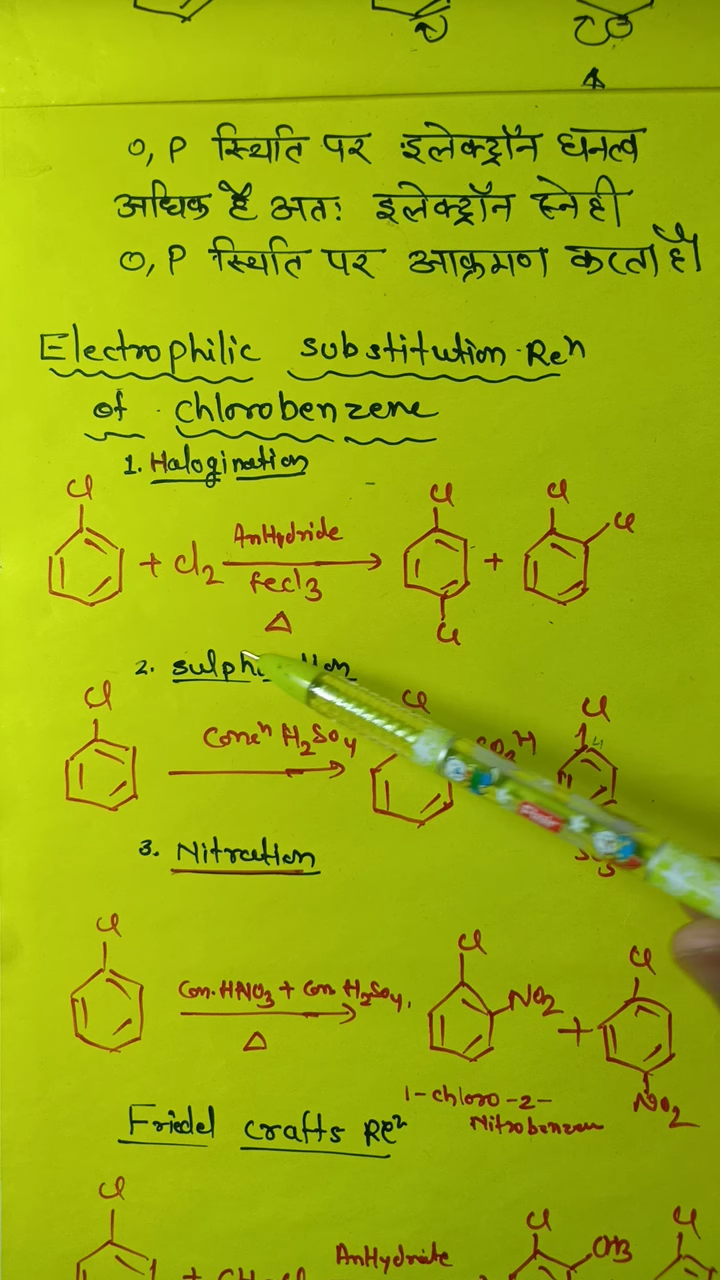 O, P स्थिति पर इलेक्ट्रॉन घनत्व
अधिक है अतः इलेक्ट्रॉन स्नेही
O, P स्थिति पर आक्रमण करता है।
Electrophilic substitution Reⁿ
of chlorobenzene
1. Halogination
Cl Cl Cl
+ Cl2 AnHydride + Cl
FeCl3
Δ Cl
2.
Cl Cl Cl
Concⁿ H2SO4
3. Nitration
Cl Cl Cl
Con. HNO3 + Con. H2SO4 NO2 +
Δ
NO2
1-chloro-2-
Nitrobenzene
Friedel crafts Reⁿ
Cl Cl Cl
AnHydride CH3
+